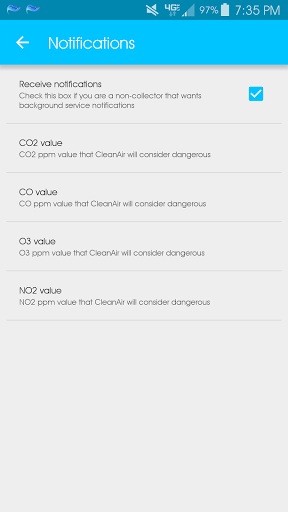 4G 97% 7:35 PM
Notifications
Receive notifications
Check this box if you are a non-collector that wants
background service notifications
CO2 value
CO2 ppm value that CleanAir will consider dangerous
CO value
CO ppm value that CleanAir will consider dangerous
O3 value
O3 ppm value that CleanAir will consider dangerous
NO2 value
NO2 ppm value that CleanAir will consider dangerous